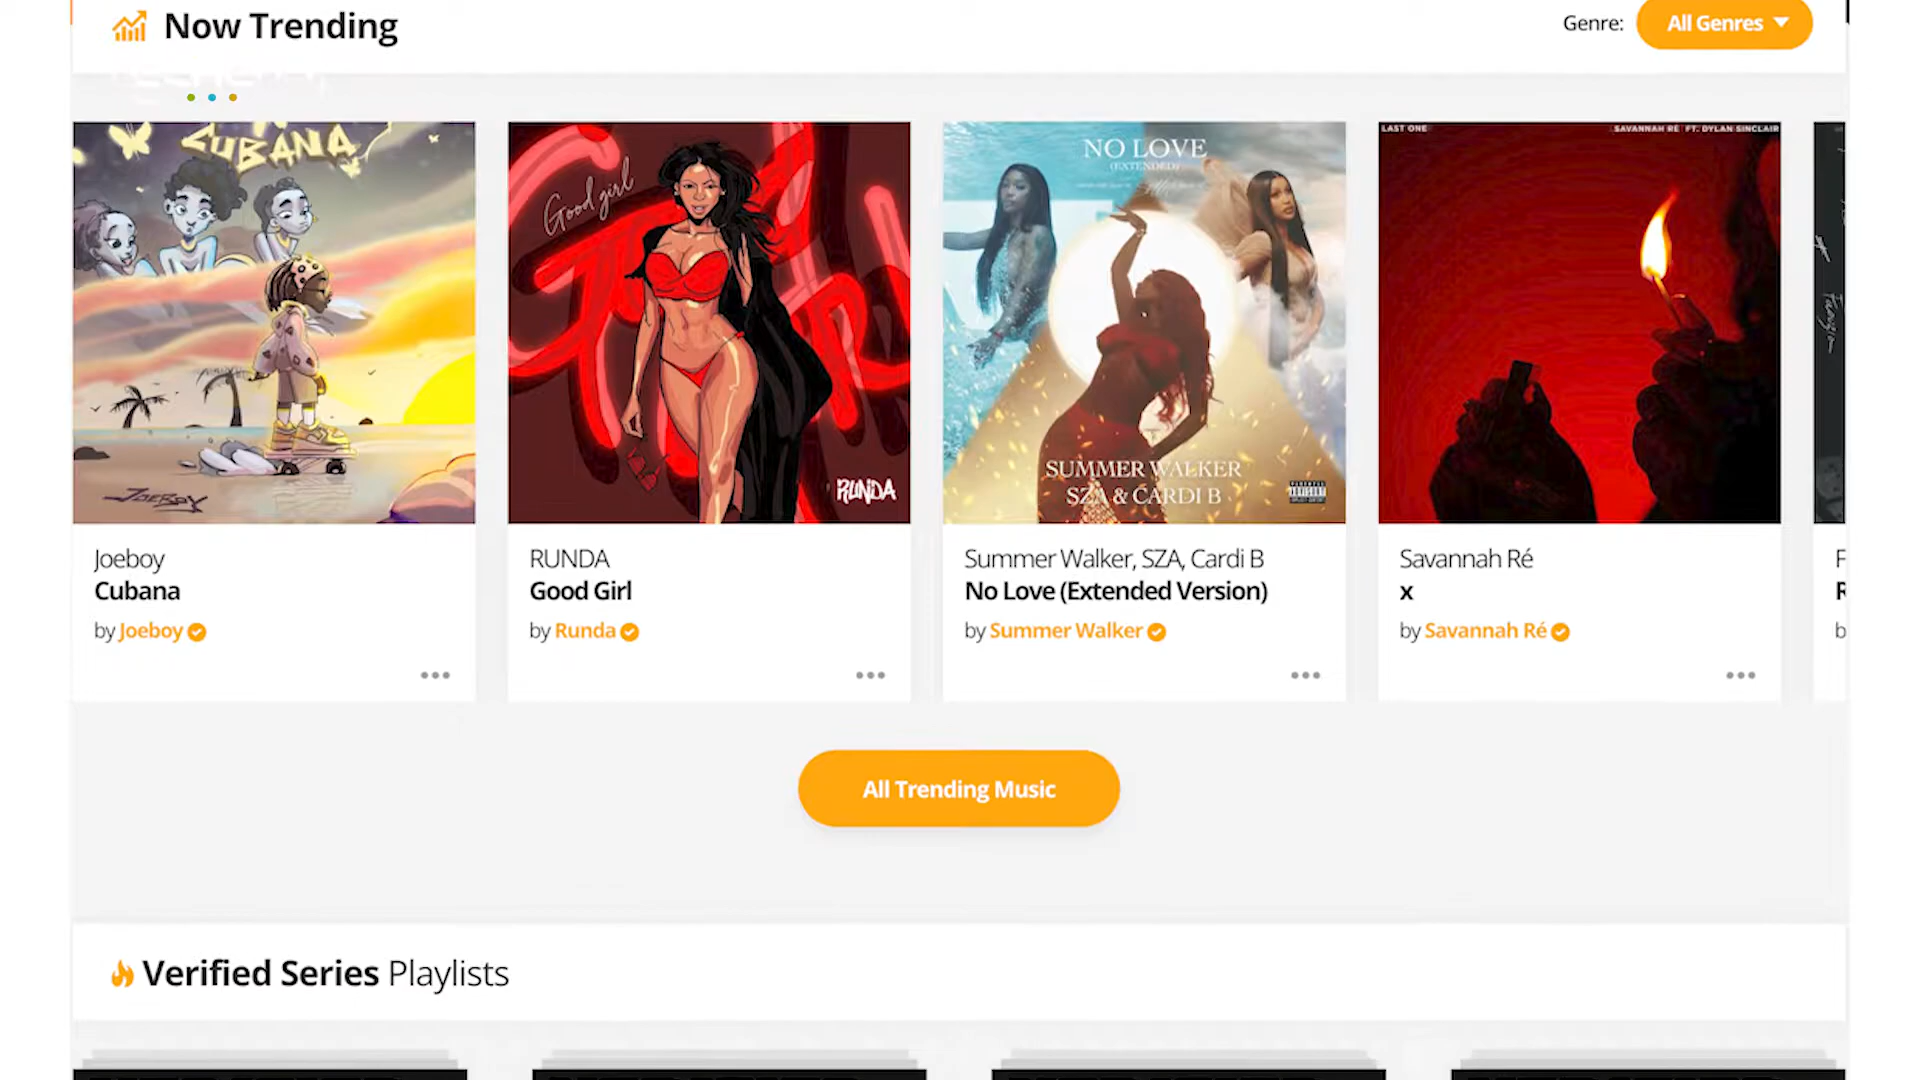 Now Trending
Genre:
All Genres
CUBANA
JOEBOY
Good girl
RUNDA
NO LOVE
(EXTENDED)
SUMMER WALKER
SZA & CARDI B
LAST ONE
SAVANNAH RÉ FT. DYLAN SINCLAIR
Joeboy
Cubana
by Joeboy
RUNDA
Good Girl
by Runda
Summer Walker, SZA, Cardi B
No Love (Extended Version)
by Summer Walker
Savannah Ré
x
by Savannah Ré
All Trending Music
Verified Series Playlists